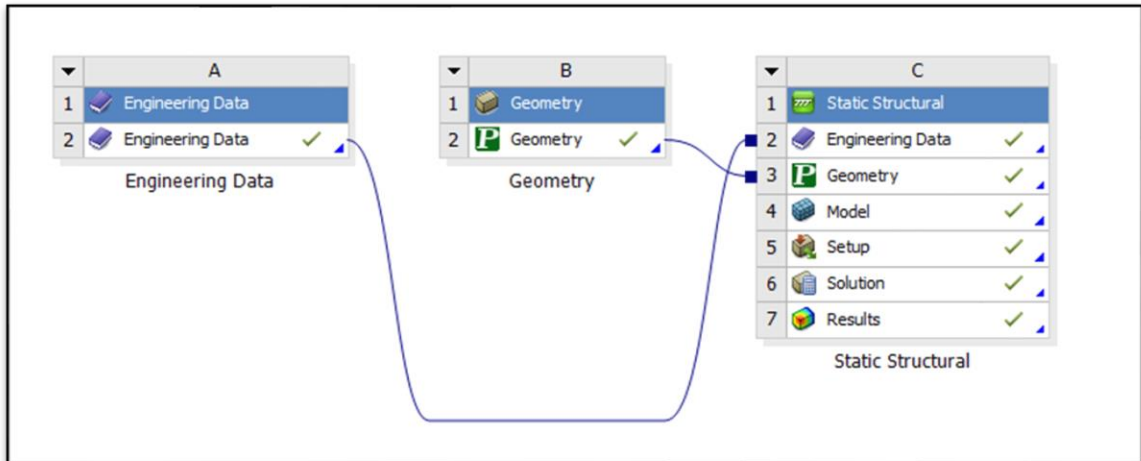 A
1 Engineering Data
2 Engineering Data
Engineering Data
B
1 Geometry
2 P Geometry
Geometry
C
1 Static Structural
2 Engineering Data
3 P Geometry
4 Model
5 Setup
6 Solution
7 Results
Static Structural